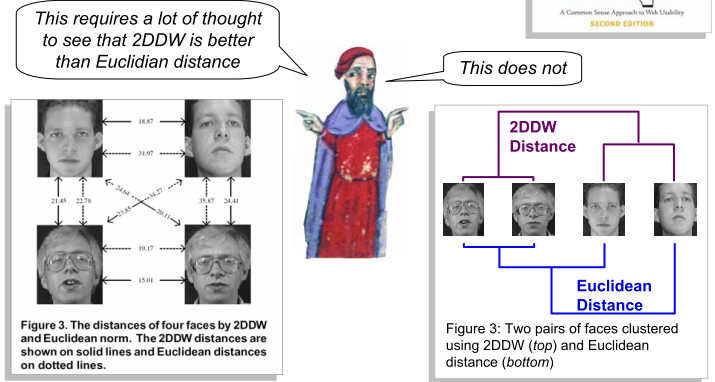 A Common Sense Approach to Web Usability
SECOND EDITION
This requires a lot of thought
to see that 2DDW is better
than Euclidian distance
This does not
18.87
31.97
21.45
22.78
24.64
34.27
23.85
20.11
35.87
24.41
19.17
15.01
Figure 3. The distances of four faces by 2DDW
and Euclidean norm. The 2DDW distances are
shown on solid lines and Euclidean distances
on dotted lines.
2DDW
Distance
Euclidean
Distance
Figure 3: Two pairs of faces clustered
using 2DDW (top) and Euclidean
distance (bottom)